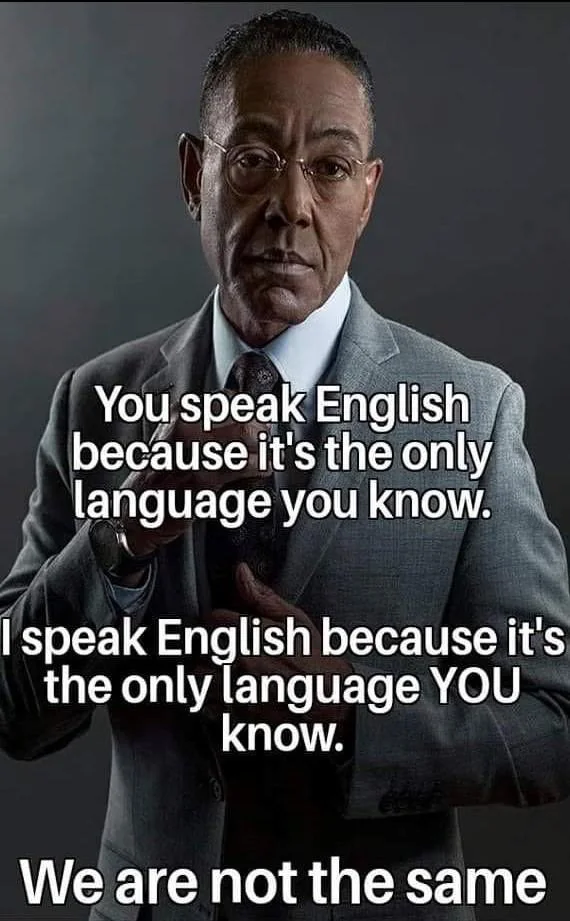 You speak English
because it's the only
language you know.
I speak English because it's
the only language YOU
know.
We are not the same